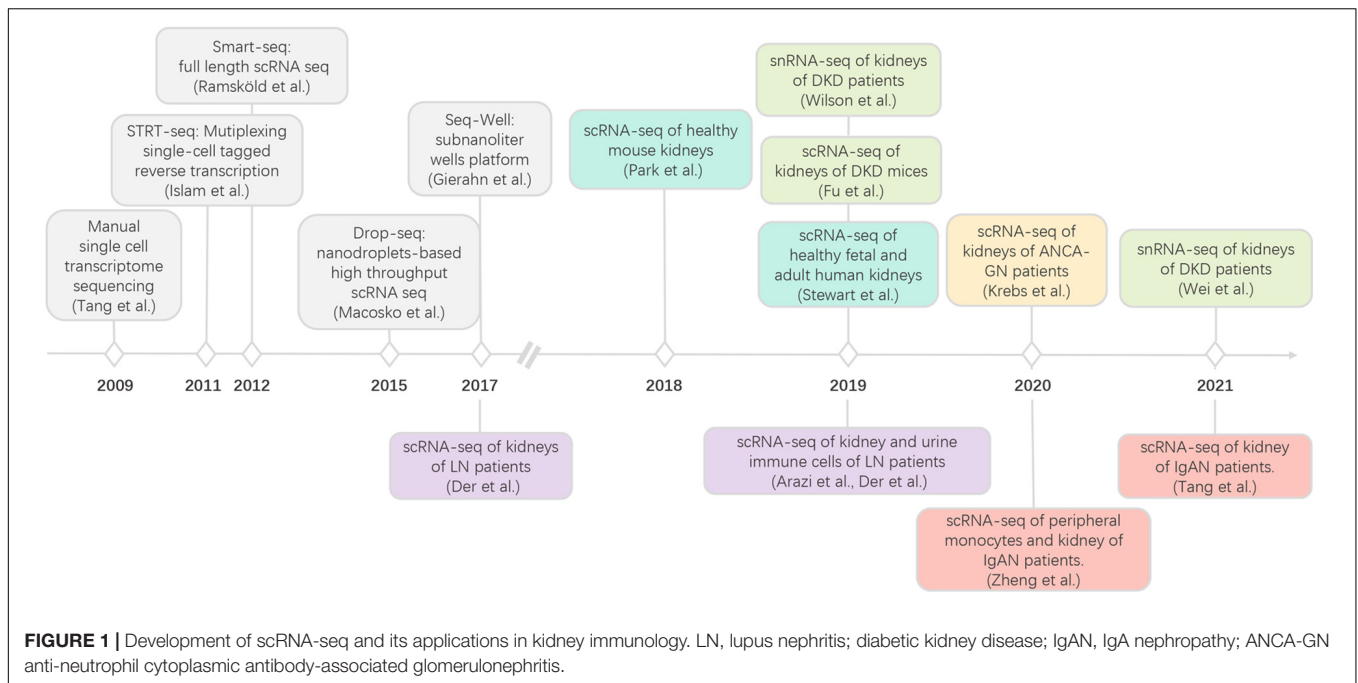 Smart-seq:
full length scRNA seq
(Ramsköld et al.)
STRT-seq: Mutiplexing
single-cell tagged
reverse transcription
(Islam et al.)
Manual
single cell
transcriptome
sequencing
(Tang et al.)
Drop-seq:
nanodroplets-based
high throughput
scRNA seq
(Macosko et al.)
Seq-Well:
subnanoliter
wells platform
(Gierahn et al.)
scRNA-seq of healthy
mouse kidneys
(Park et al.)
snRNA-seq of kidneys
of DKD patients
(Wilson et al.)
scRNA-seq of
kidneys of DKD mices
(Fu et al.)
scRNA-seq of
healthy fetal and
adult human kidneys
(Stewart et al.)
scRNA-seq of
kidneys of ANCA-
GN patients
(Krebs et al.)
snRNA-seq of kidneys
of DKD patients
(Wei et al.)
2009 2011 2012 2015 2017 2018 2019 2020 2021
scRNA-seq of kidneys
of LN patients
(Der et al.)
scRNA-seq of kidney and urine
immune cells of LN patients
(Arazi et al., Der et al.)
scRNA-seq of peripheral
monocytes and kidney of
IgAN patients.
(Zheng et al.)
scRNA-seq of kidney
of IgAN patients.
(Tang et al.)
FIGURE 1 | Development of scRNA-seq and its applications in kidney immunology. LN, lupus nephritis; diabetic kidney disease; IgAN, IgA nephropathy; ANCA-GN
anti-neutrophil cytoplasmic antibody-associated glomerulonephritis.